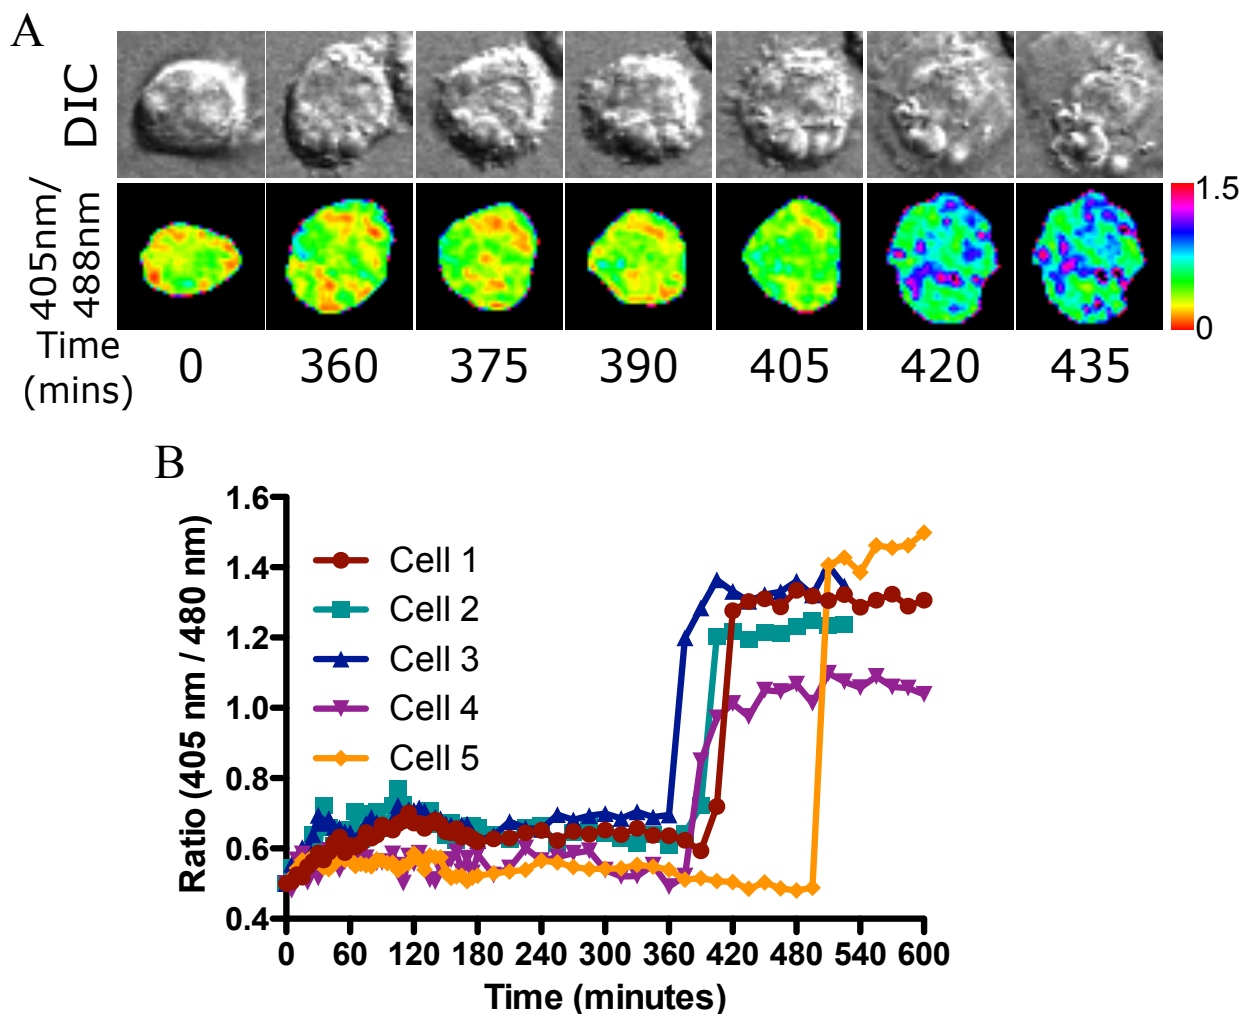 A
DIC
405nm/
488nm
1.5
0
Time
(mins)
0 360 375 390 405 420 435
B
Ratio (405 nm / 480 nm)
1.6
1.4
1.2
1.0
0.8
0.6
0.4
Cell 1
Cell 2
Cell 3
Cell 4
Cell 5
0 60 120 180 240 300 360 420 480 540 600
Time (minutes)